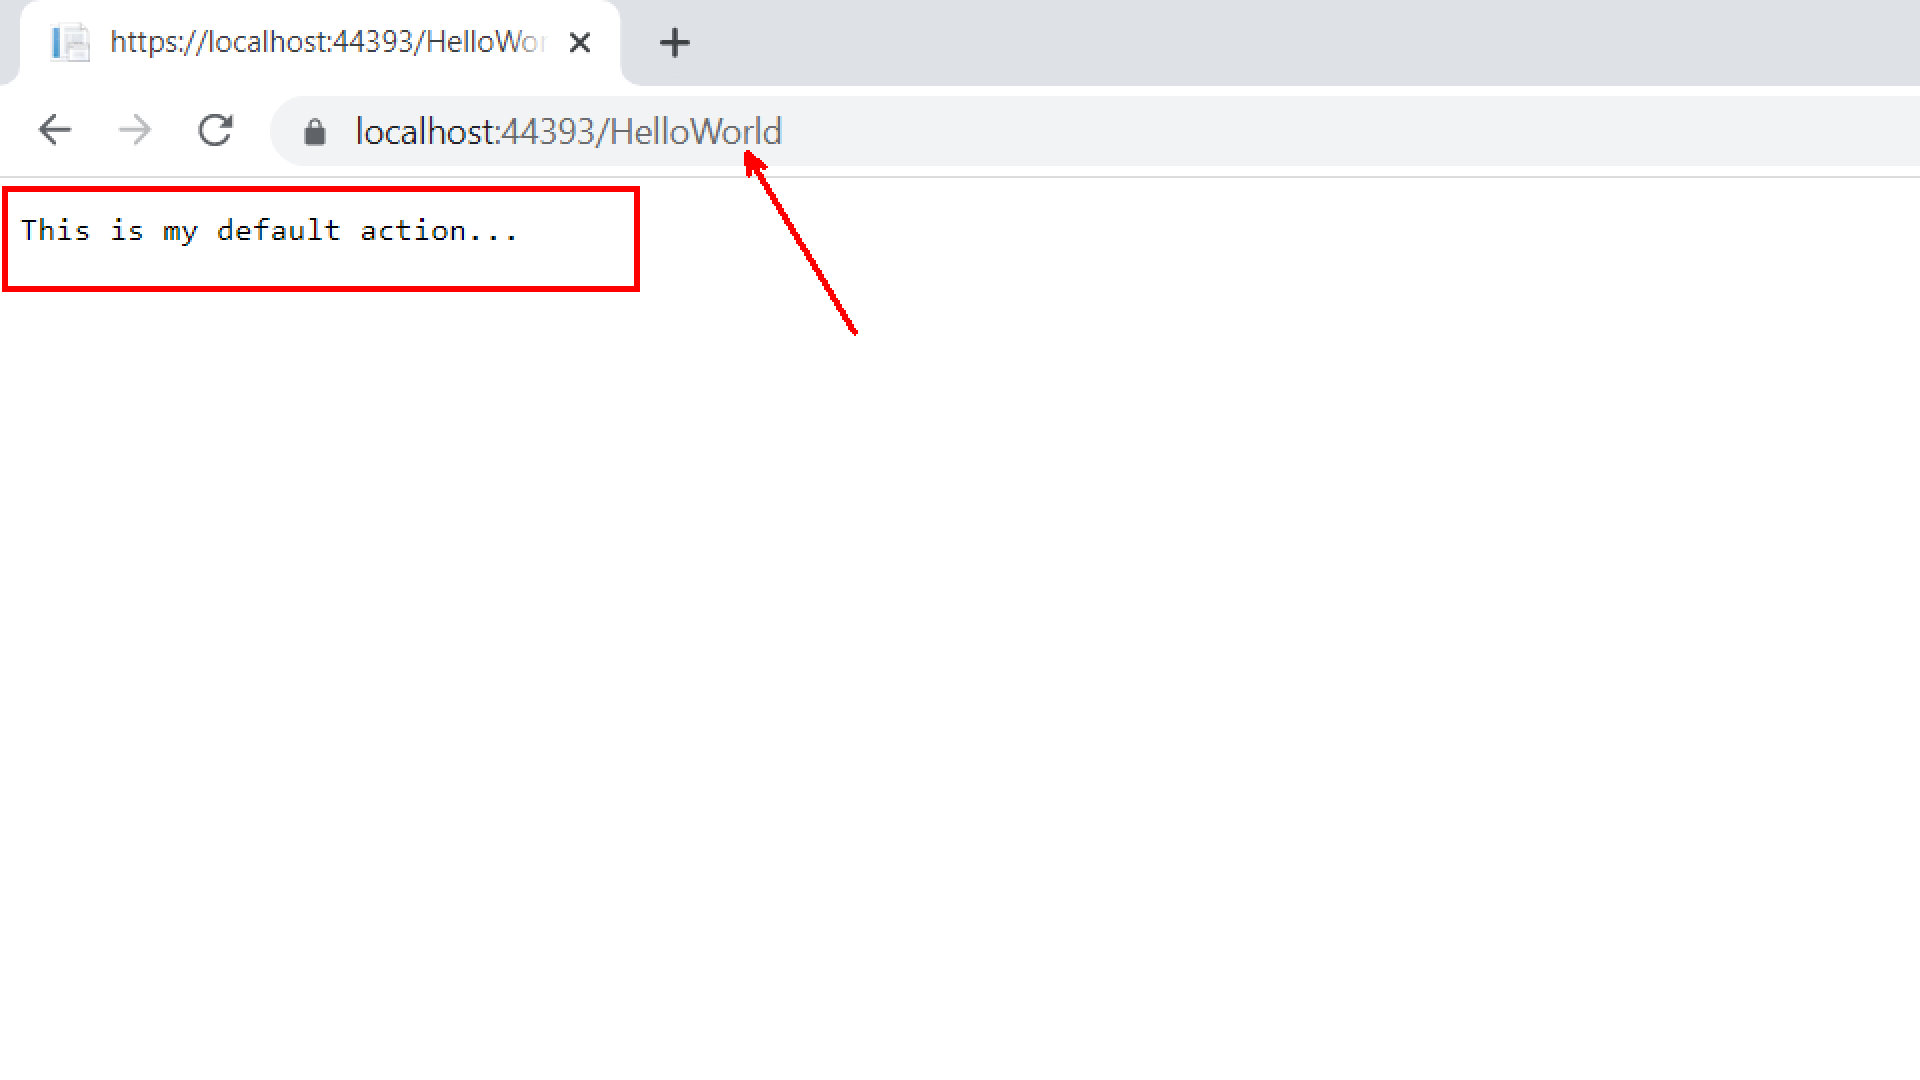 https://localhost:44393/HelloWor
localhost:44393/HelloWorld
This is my default action...